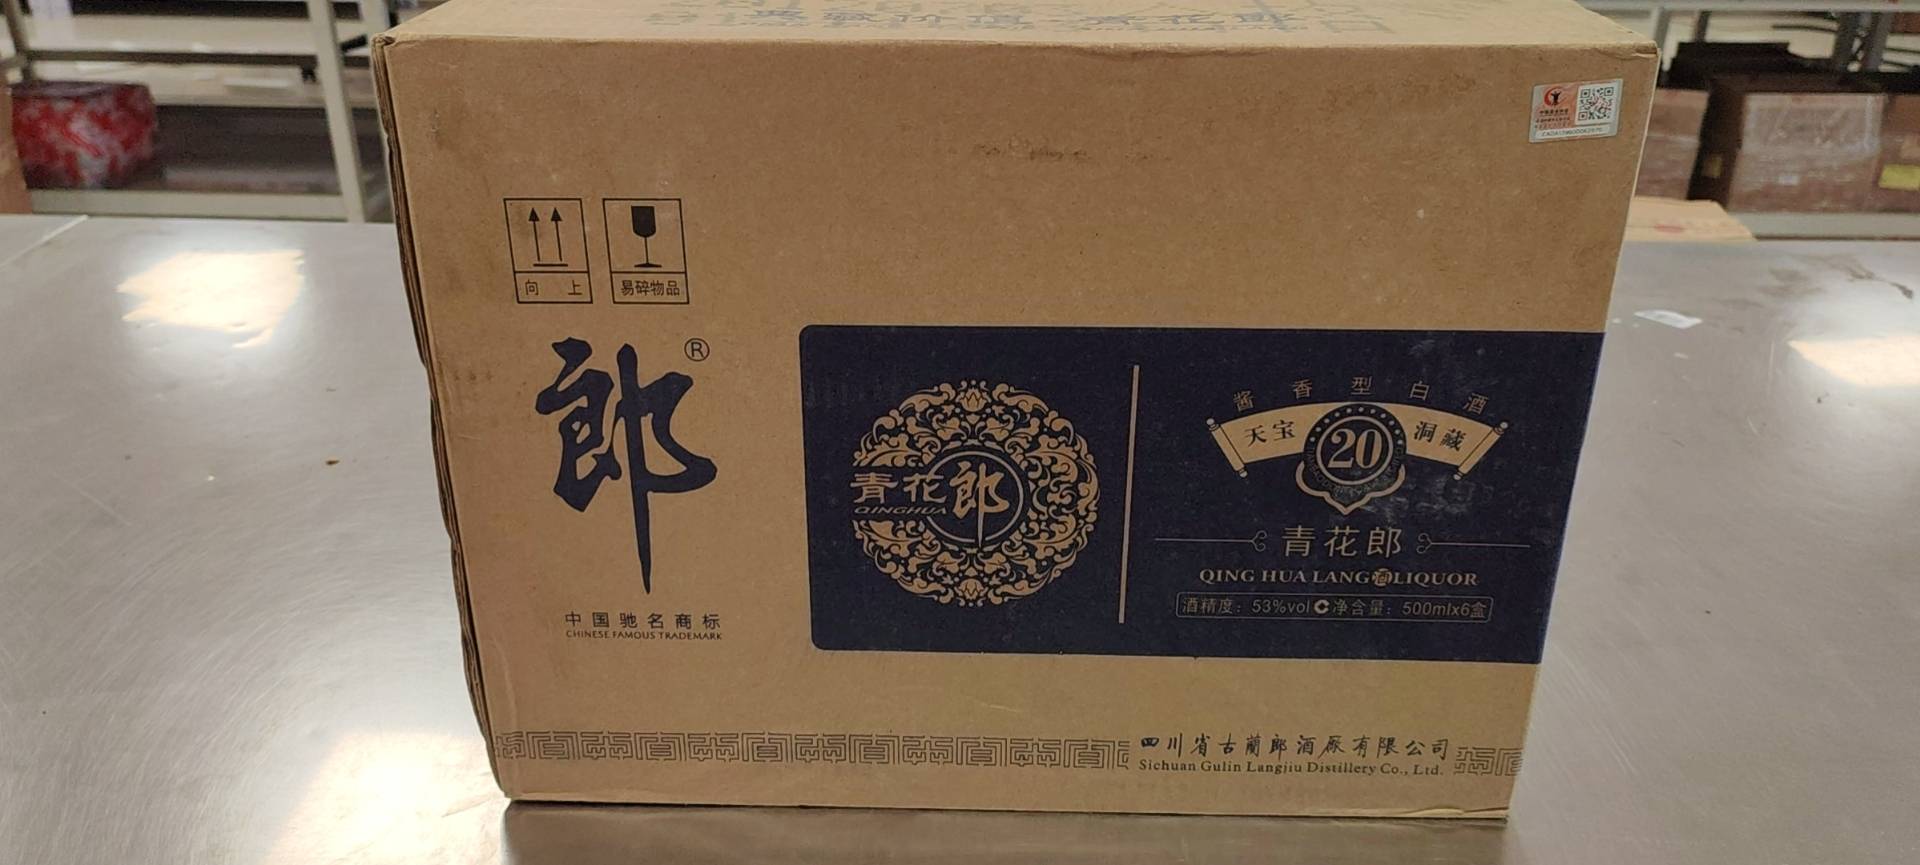 向 上
易碎物品
郎®
中国驰名商标
CHINESE FAMOUS TRADEMARK
青花郎
QINGHUA
酱香型白酒
天宝 20 洞藏
青花郎
QING HUA LANG 酒 LIQUOR
酒精度：53%vol 净含量：500mlx6盒
四川省古蔺郎酒厂有限公司
Sichuan Gulin Langjiu Distillery Co., Ltd.